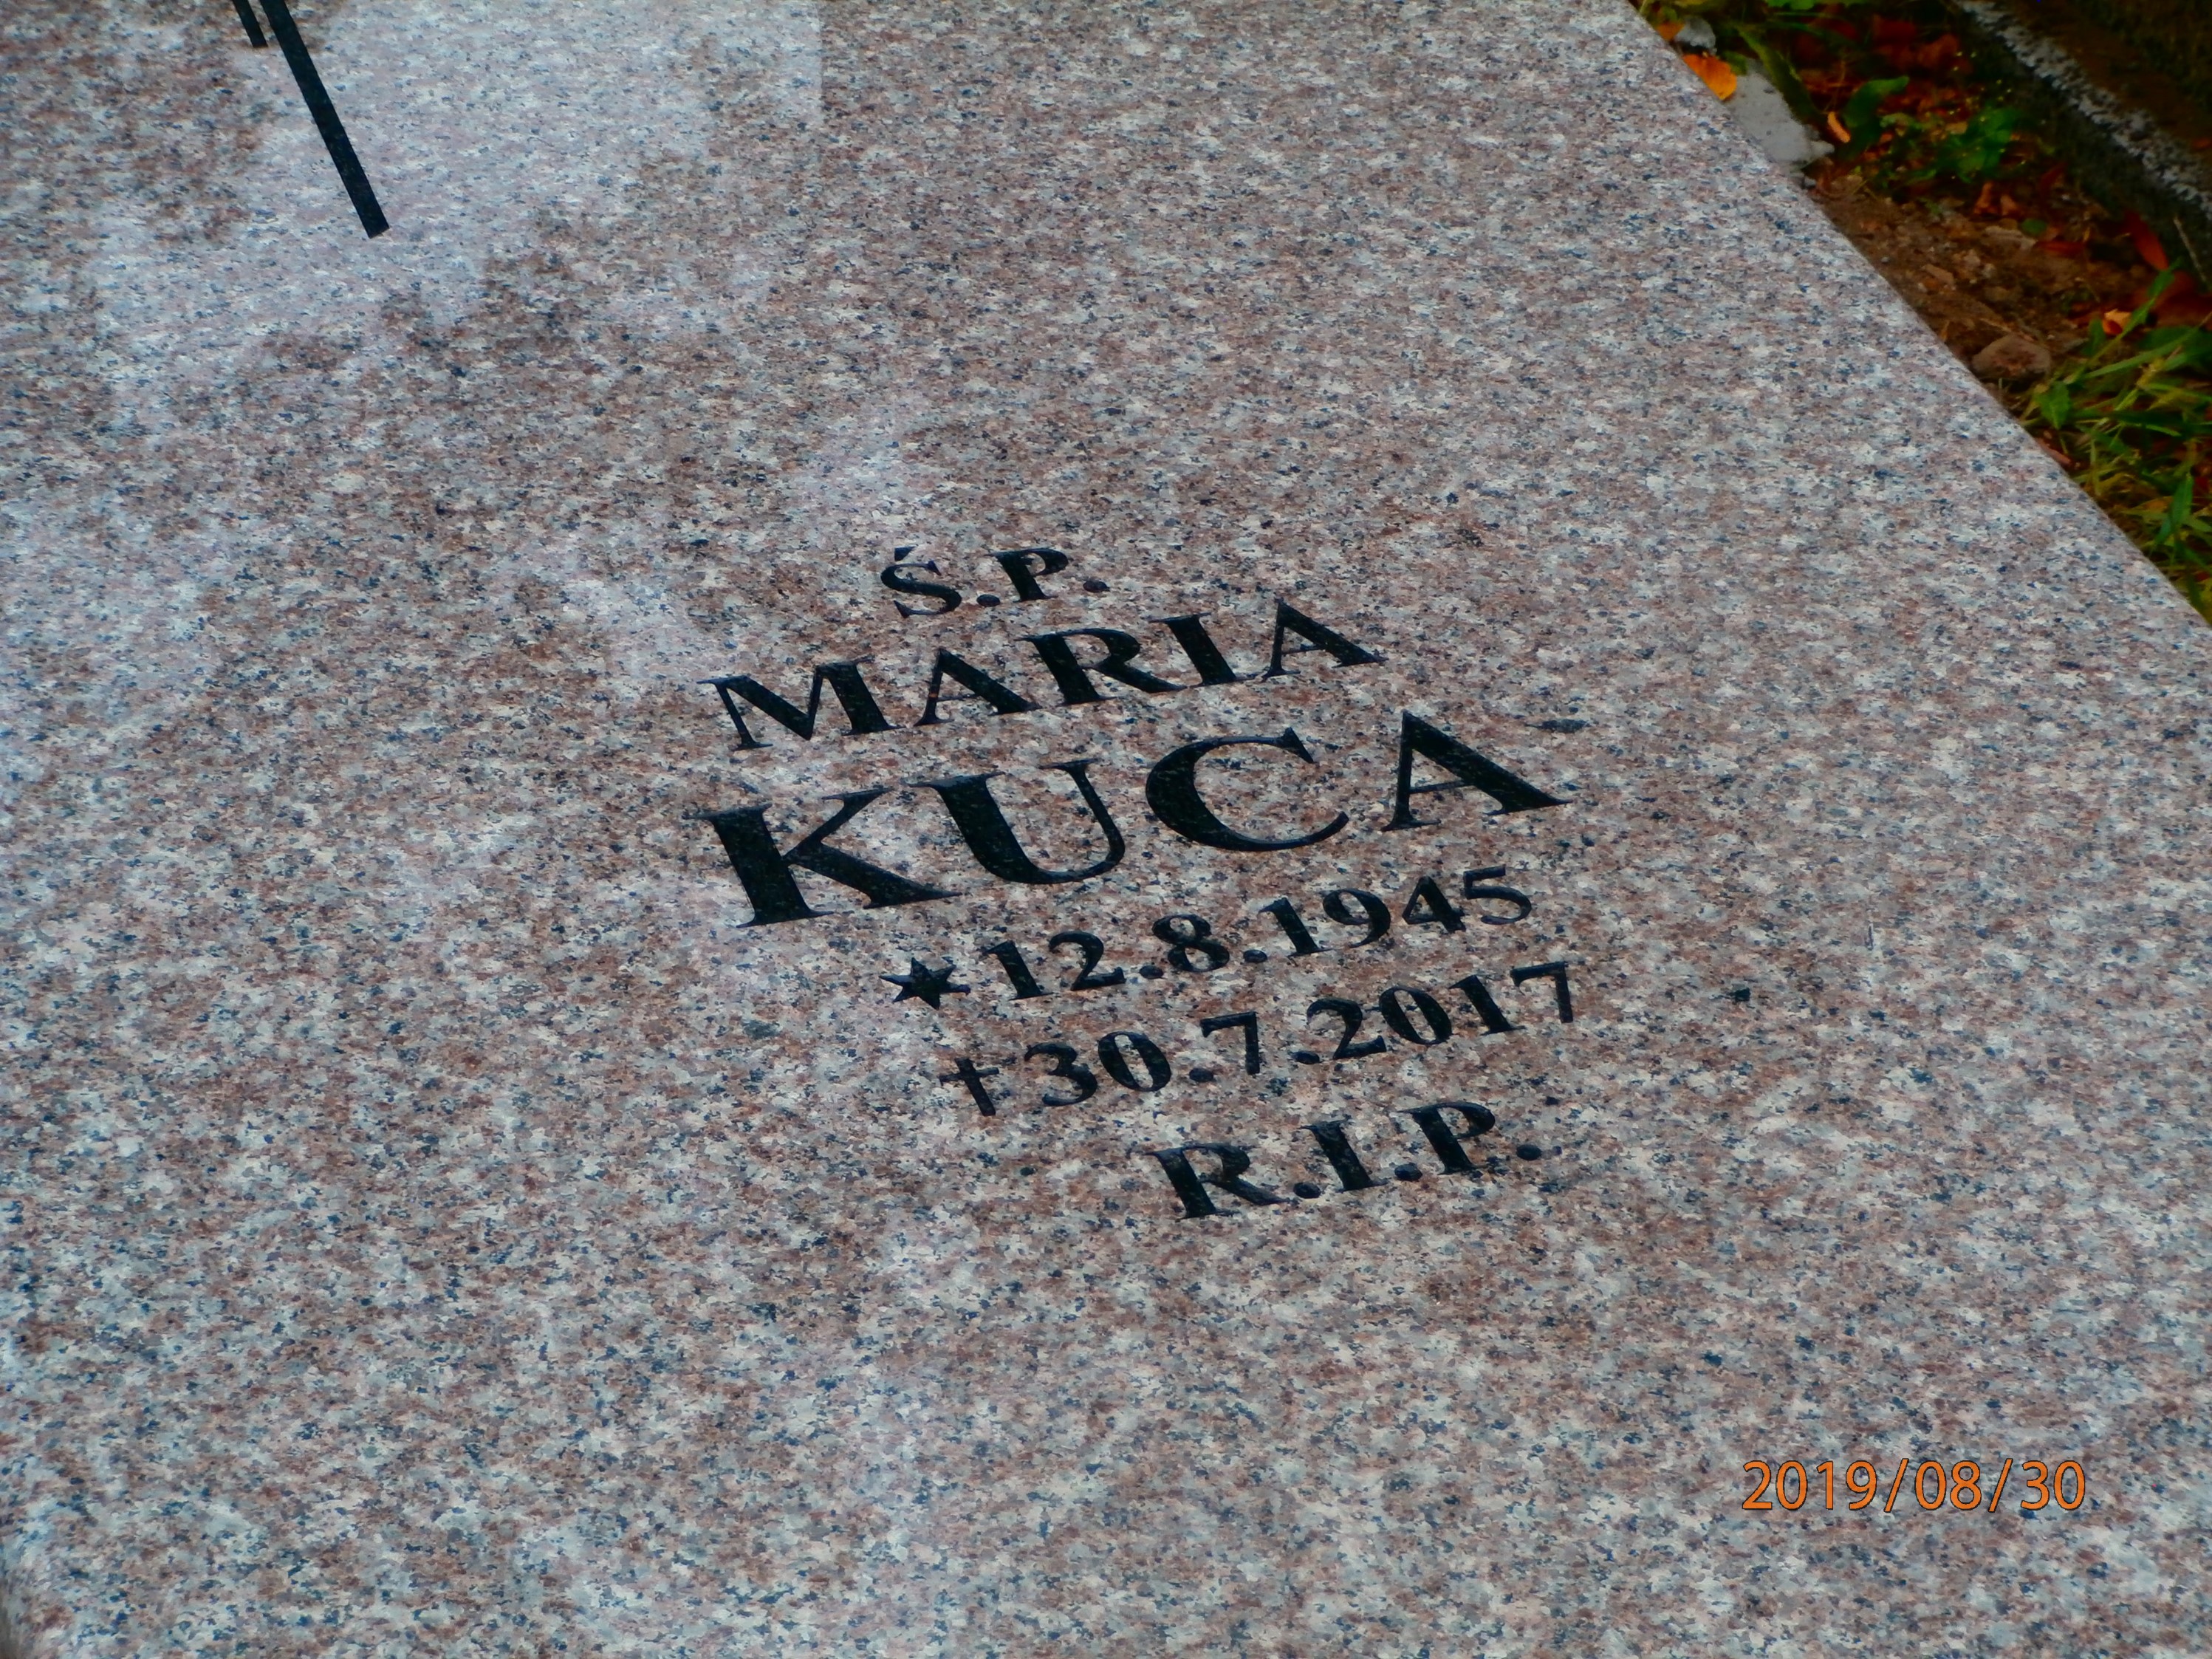 Ś.P.
MARIA
KUCA
★12.8.1945
†30.7.2017
R.I.P.
2019/08/30